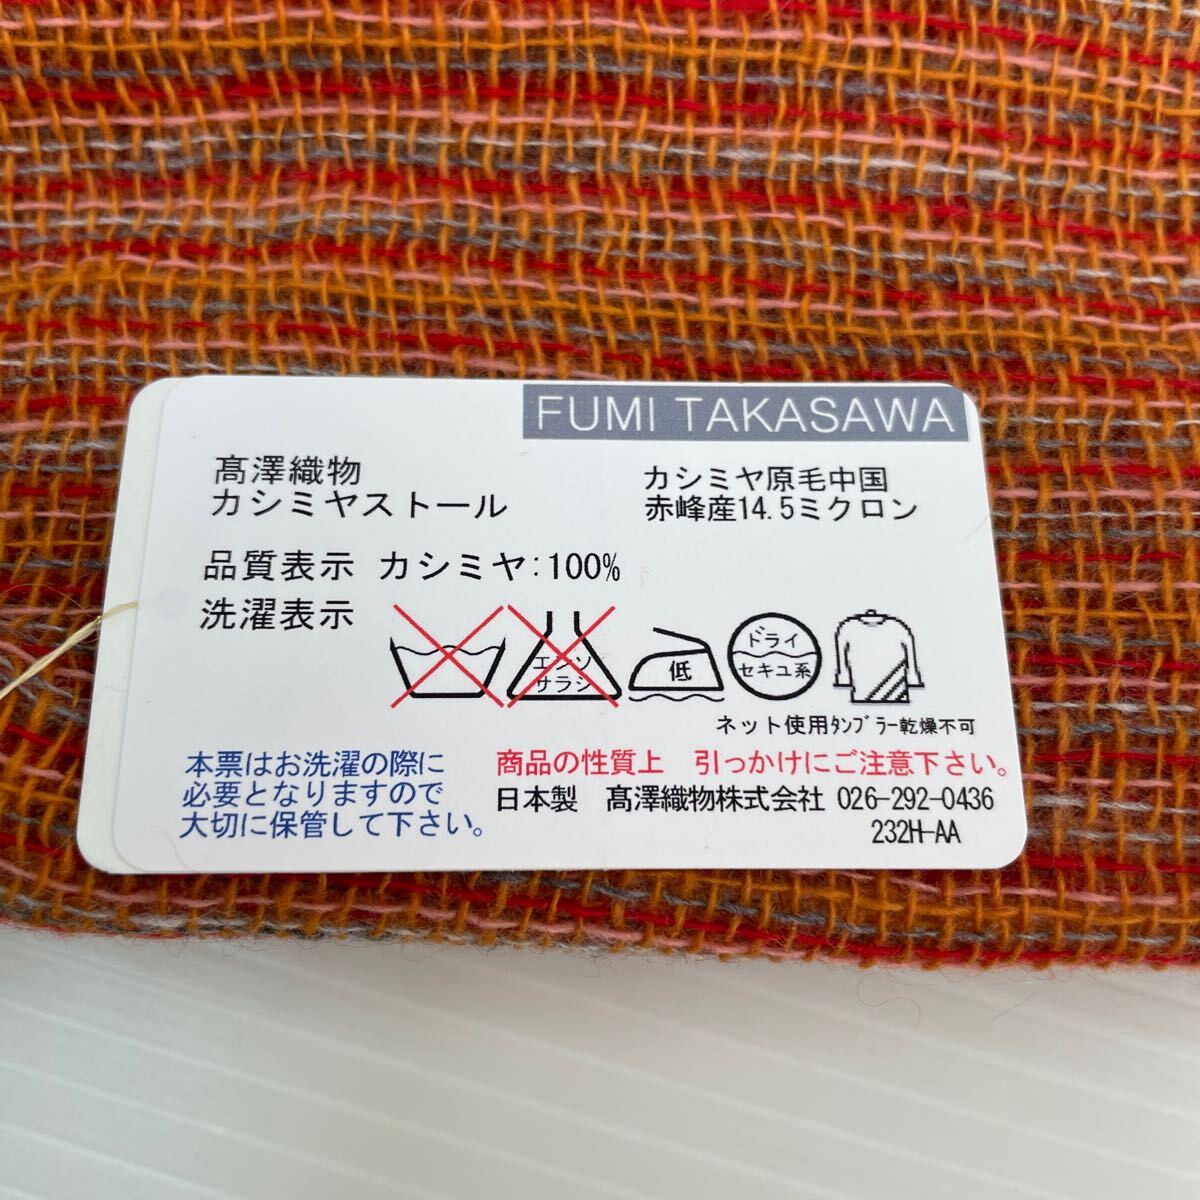 FUMI TAKASAWA
髙澤織物
カシミヤストール
カシミヤ原毛中国
赤峰産14.5ミクロン
品質表示 カシミヤ:100%
洗濯表示
エンソ
サラシ
低
ドライ
セキユ系
ネット使用ﾀﾝﾌﾞﾗｰ乾燥不可
本票はお洗濯の際に
必要となりますので
大切に保管して下さい。
商品の性質上 引っかけにご注意下さい。
日本製 髙澤織物株式会社 026-292-0436
232H-AA